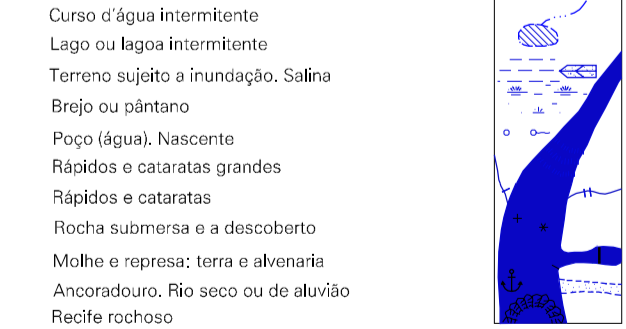 Curso d'água intermitente
Lago ou lagoa intermitente
Terreno sujeito a inundação. Salina
Brejo ou pântano
Poço (água). Nascente
Rápidos e cataratas grandes
Rápidos e cataratas
Rocha submersa e a descoberto
Molhe e represa: terra e alvenaria
Ancoradouro. Rio seco ou de aluvião
Recife rochoso